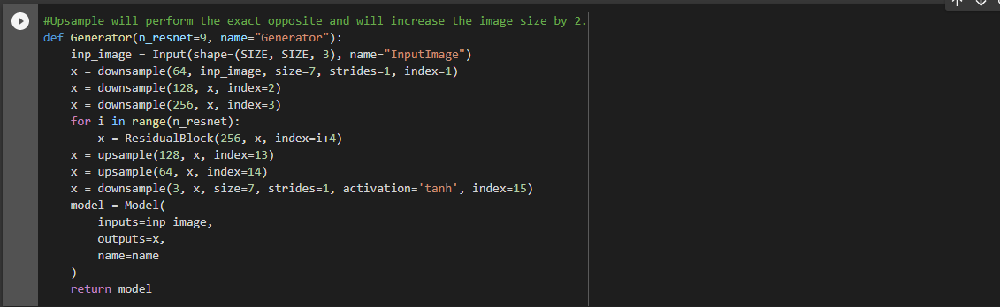 #Upsample will perform the exact opposite and will increase the image size by 2.
def Generator(n_resnet=9, name="Generator"):
    inp_image = Input(shape=(SIZE, SIZE, 3), name="InputImage")
    x = downsample(64, inp_image, size=7, strides=1, index=1)
    x = downsample(128, x, index=2)
    x = downsample(256, x, index=3)
    for i in range(n_resnet):
        x = ResidualBlock(256, x, index=i+4)
    x = upsample(128, x, index=13)
    x = upsample(64, x, index=14)
    x = downsample(3, x, size=7, strides=1, activation='tanh', index=15)
    model = Model(
        inputs=inp_image,
        outputs=x,
        name=name
    )
    return model